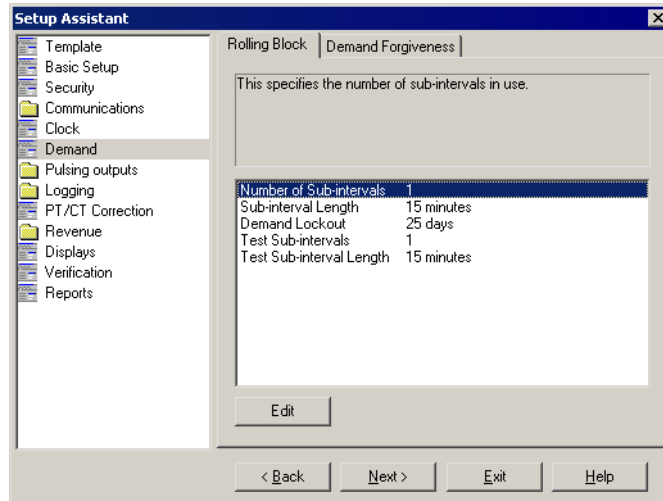 Setup Assistant
Template
Basic Setup
Security
Communications
Clock
Demand
Pulsing outputs
Logging
PT/CT Correction
Revenue
Displays
Verification
Reports
Rolling Block Demand Forgiveness
This specifies the number of sub-intervals in use.
Number of Sub-intervals 1
Sub-interval Length 15 minutes
Demand Lockout 25 days
Test Sub-intervals 1
Test Sub-interval Length 15 minutes
Edit
< Back Next > Exit Help